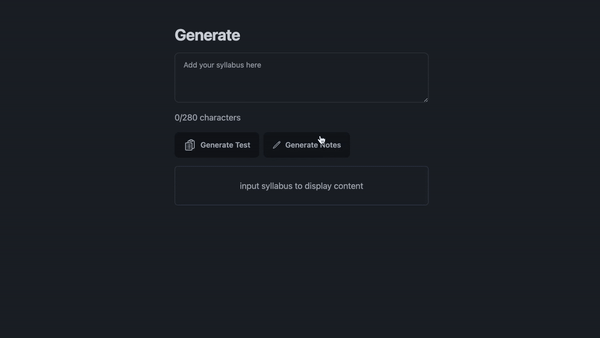 Generate
Add your syllabus here
0/280 characters
Generate Test
Generate Notes
input syllabus to display content